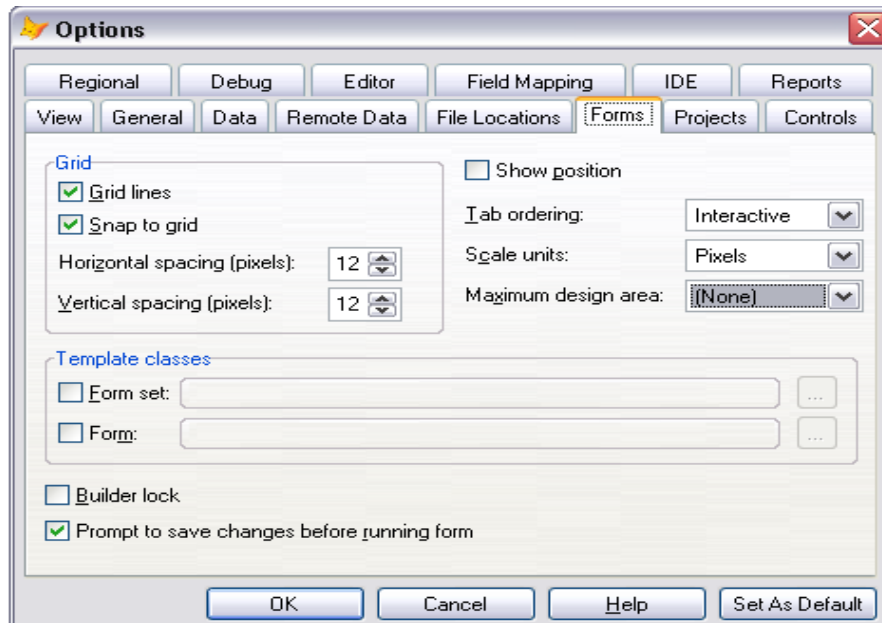 Options
Regional Debug Editor Field Mapping IDE Reports
View General Data Remote Data File Locations Forms Projects Controls
Grid
Grid lines
Snap to grid
Horizontal spacing (pixels): 12
Vertical spacing (pixels): 12
Show position
Tab ordering: Interactive
Scale units: Pixels
Maximum design area: (None)
Template classes
Form set: ...
Form: ...
Builder lock
Prompt to save changes before running form
OK Cancel Help Set As Default